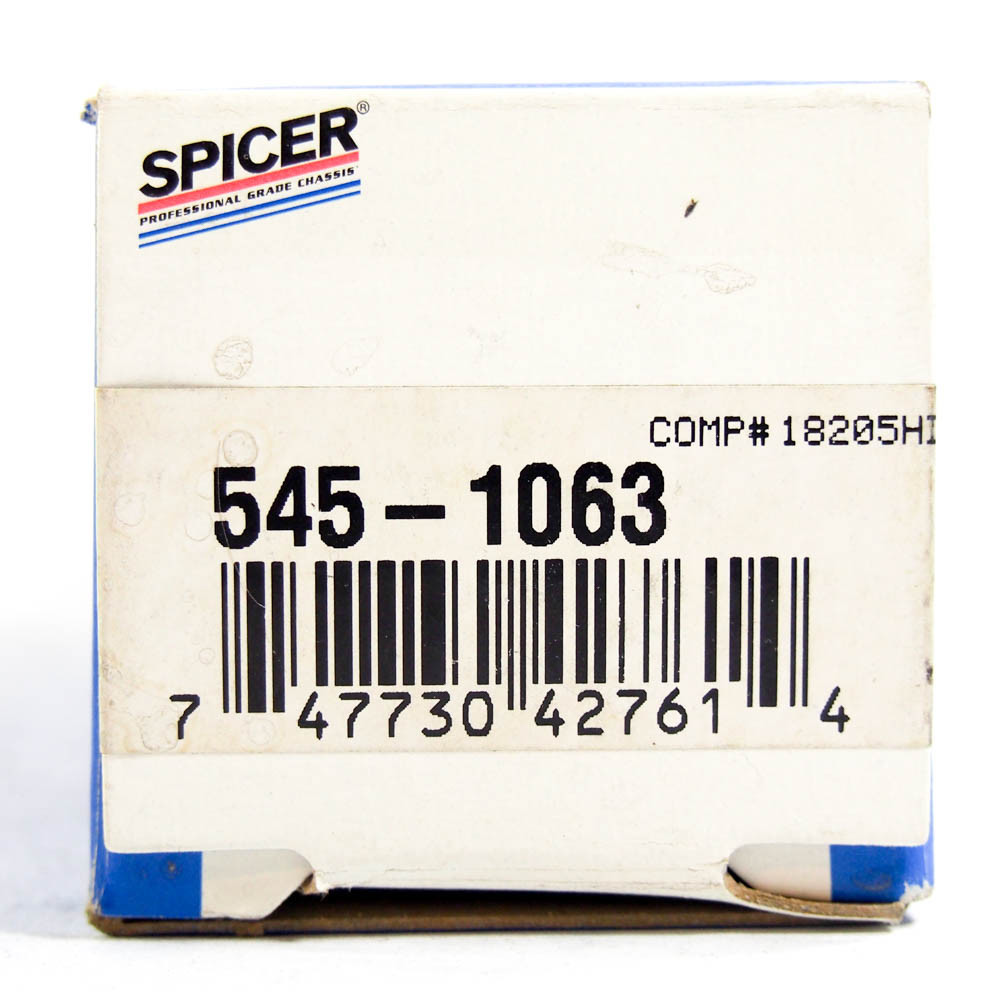 SPICER®
PROFESSIONAL GRADE CHASSIS
COMP# 18205HI
545-1063
7 47730 42761 4